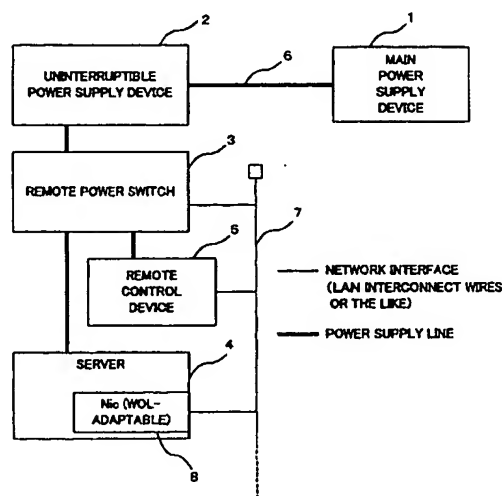 2
UNINTERRUPTIBLE
POWER SUPPLY DEVICE
6
1
MAIN
POWER
SUPPLY
DEVICE
3
REMOTE POWER SWITCH
7
5
REMOTE
CONTROL
DEVICE
NETWORK INTERFACE
(LAN INTERCONNECT WIRES
OR THE LIKE)
POWER SUPPLY LINE
4
SERVER
Nic (WOL-
ADAPTABLE)
8